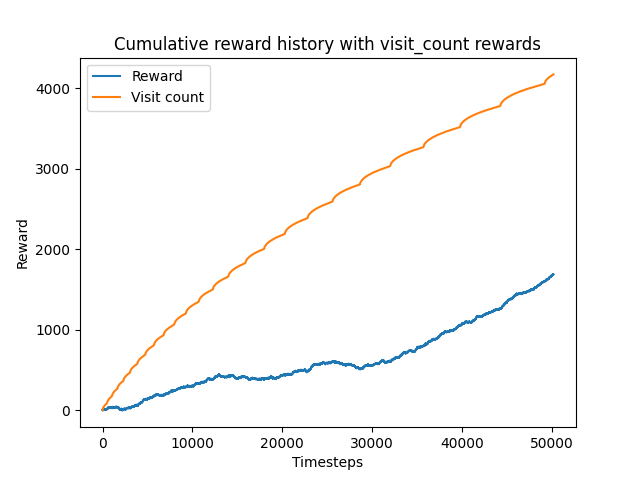 Cumulative reward history with visit_count rewards
Reward
Visit count
4000
3000
2000
1000
0
Reward
0 10000 20000 30000 40000 50000
Timesteps